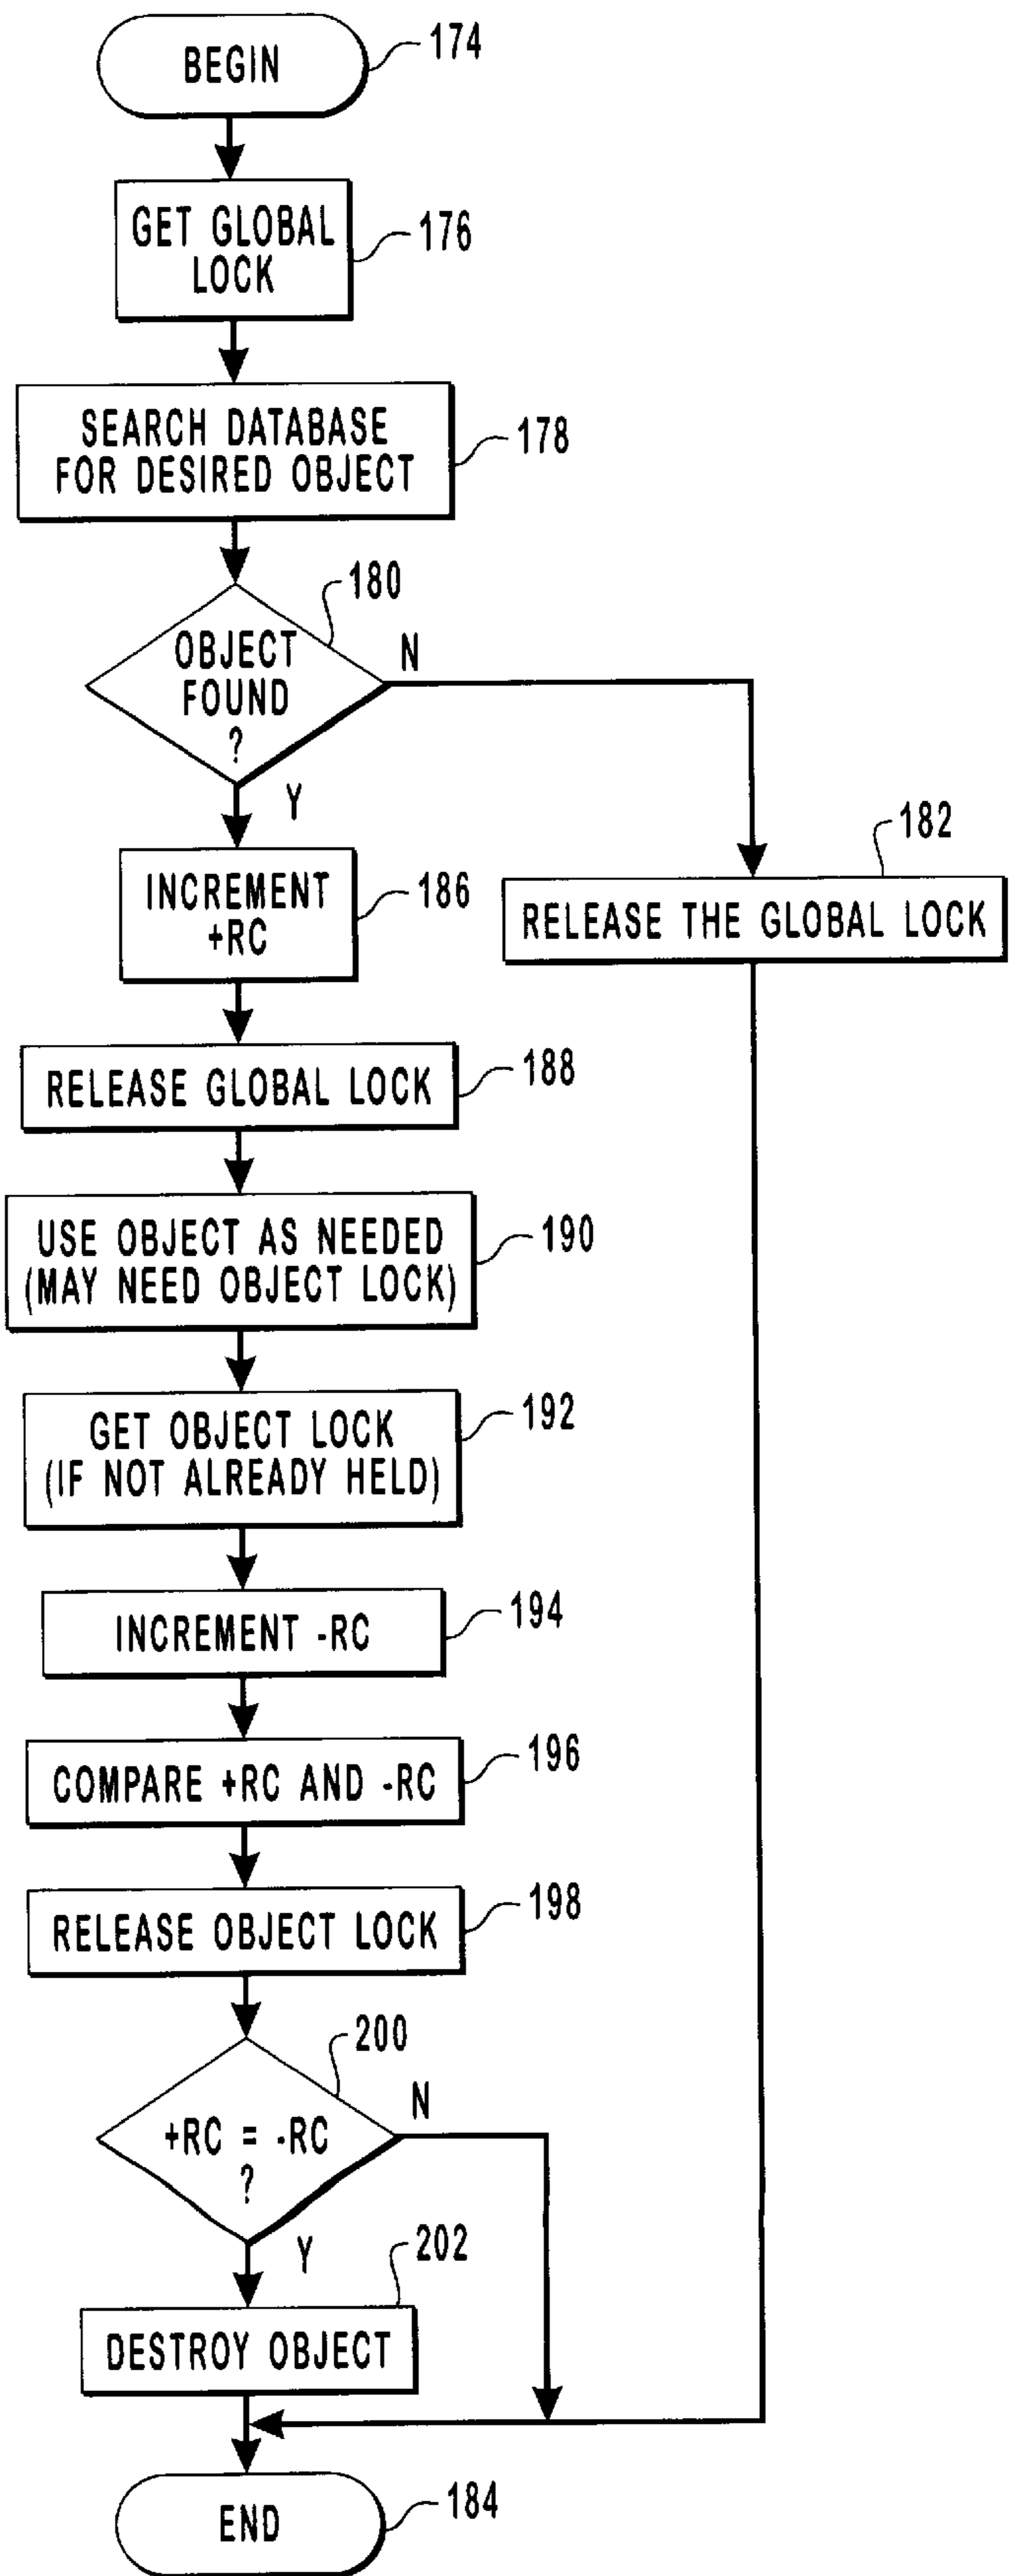 BEGIN
174
GET GLOBAL
LOCK
176
SEARCH DATABASE
FOR DESIRED OBJECT
178
180
OBJECT
FOUND
?
N
Y
182
RELEASE THE GLOBAL LOCK
INCREMENT
+RC
186
RELEASE GLOBAL LOCK
188
USE OBJECT AS NEEDED
(MAY NEED OBJECT LOCK)
190
GET OBJECT LOCK
(IF NOT ALREADY HELD)
192
INCREMENT -RC
194
COMPARE +RC AND -RC
196
RELEASE OBJECT LOCK
198
200
+RC = -RC
?
N
Y
202
DESTROY OBJECT
END
184